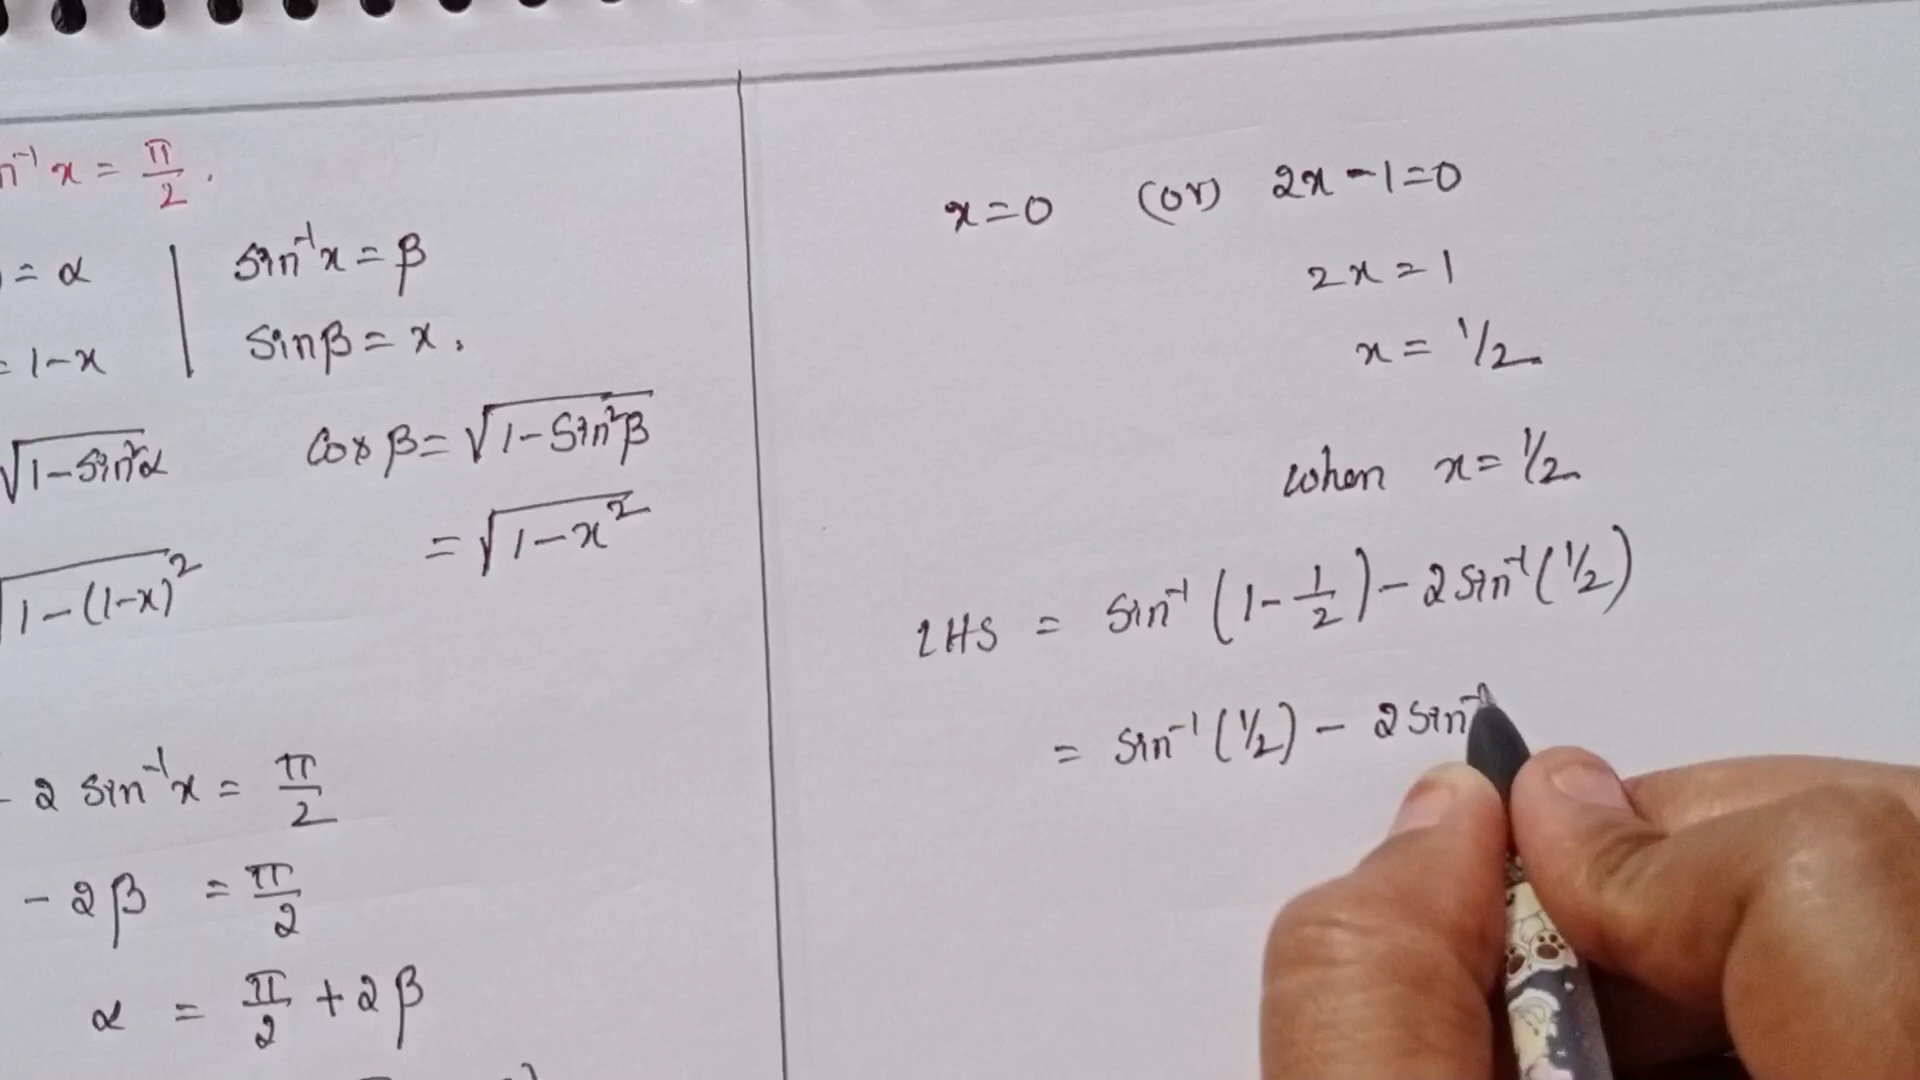 n⁻¹ x = π/2 .
= α | sin⁻¹x = β
= 1-x | sinβ = x .
√1-sin²α cos β = √1-sin²β
= √1-x²
√1-(1-x)²
- 2 sin⁻¹x = π/2
- 2β = π/2
α = π/2 + 2β
x=0 (or) 2x-1=0
2x = 1
x = 1/2
when x = 1/2
LHS = sin⁻¹ (1 - 1/2) - 2 sin⁻¹ (1/2)
= sin⁻¹ (1/2) - 2 sin⁻¹